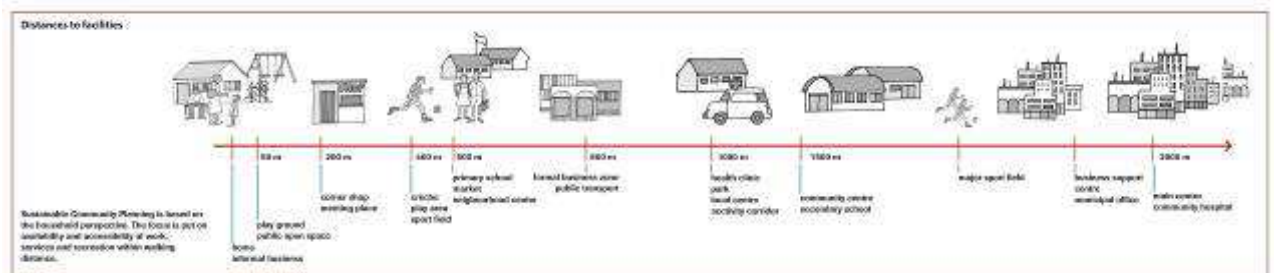 Distances to facilities
50 m
200 m
400 m
500 m
800 m
1000 m
1500 m
2000 m
home
informal business
play ground
public open space
corner shop
meeting place
creche
play area
sport field
primary school
market
neighbourhood centre
formal business zone
public transport
health clinic
park
local centre
activity corridor
community centre
secondary school
major sport field
business support
centre
municipal office
main centre
community hospital
Sustainable Community Planning is based on
the household perspective. The focus is put on
availability and accessibility of work,
services and recreation within walking
distance.